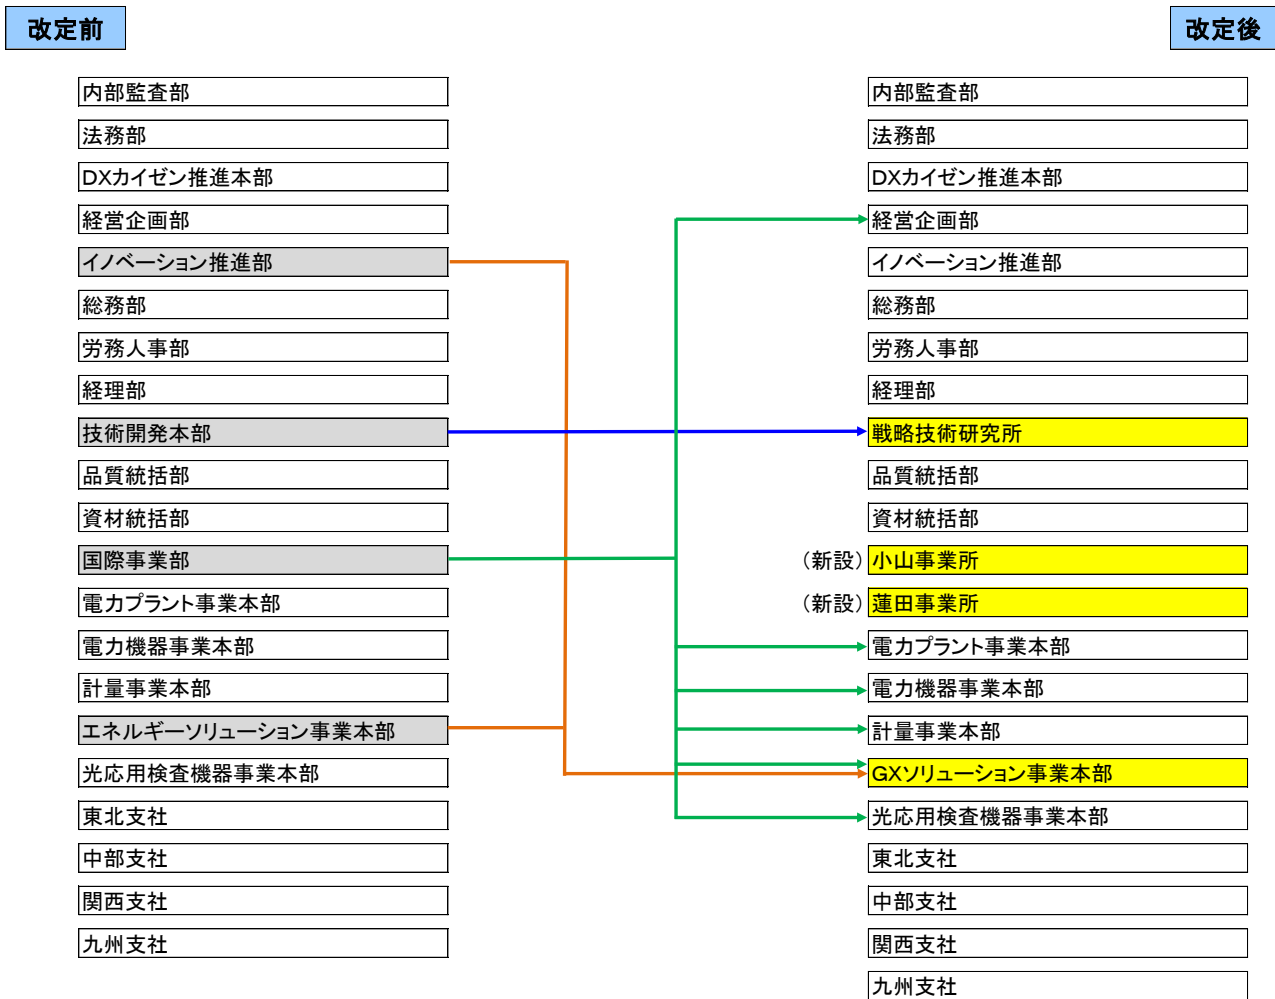 改定前
改定後
内部監査部
法務部
DXカイゼン推進本部
経営企画部
イノベーション推進部
総務部
労務人事部
経理部
技術開発本部
品質統括部
資材統括部
国際事業部
電力プラント事業本部
電力機器事業本部
計量事業本部
エネルギーソリューション事業本部
光応用検査機器事業本部
東北支社
中部支社
関西支社
九州支社
内部監査部
法務部
DXカイゼン推進本部
経営企画部
イノベーション推進部
総務部
労務人事部
経理部
戦略技術研究所
品質統括部
資材統括部
（新設）小山事業所
（新設）蓮田事業所
電力プラント事業本部
電力機器事業本部
計量事業本部
GXソリューション事業本部
光応用検査機器事業本部
東北支社
中部支社
関西支社
九州支社